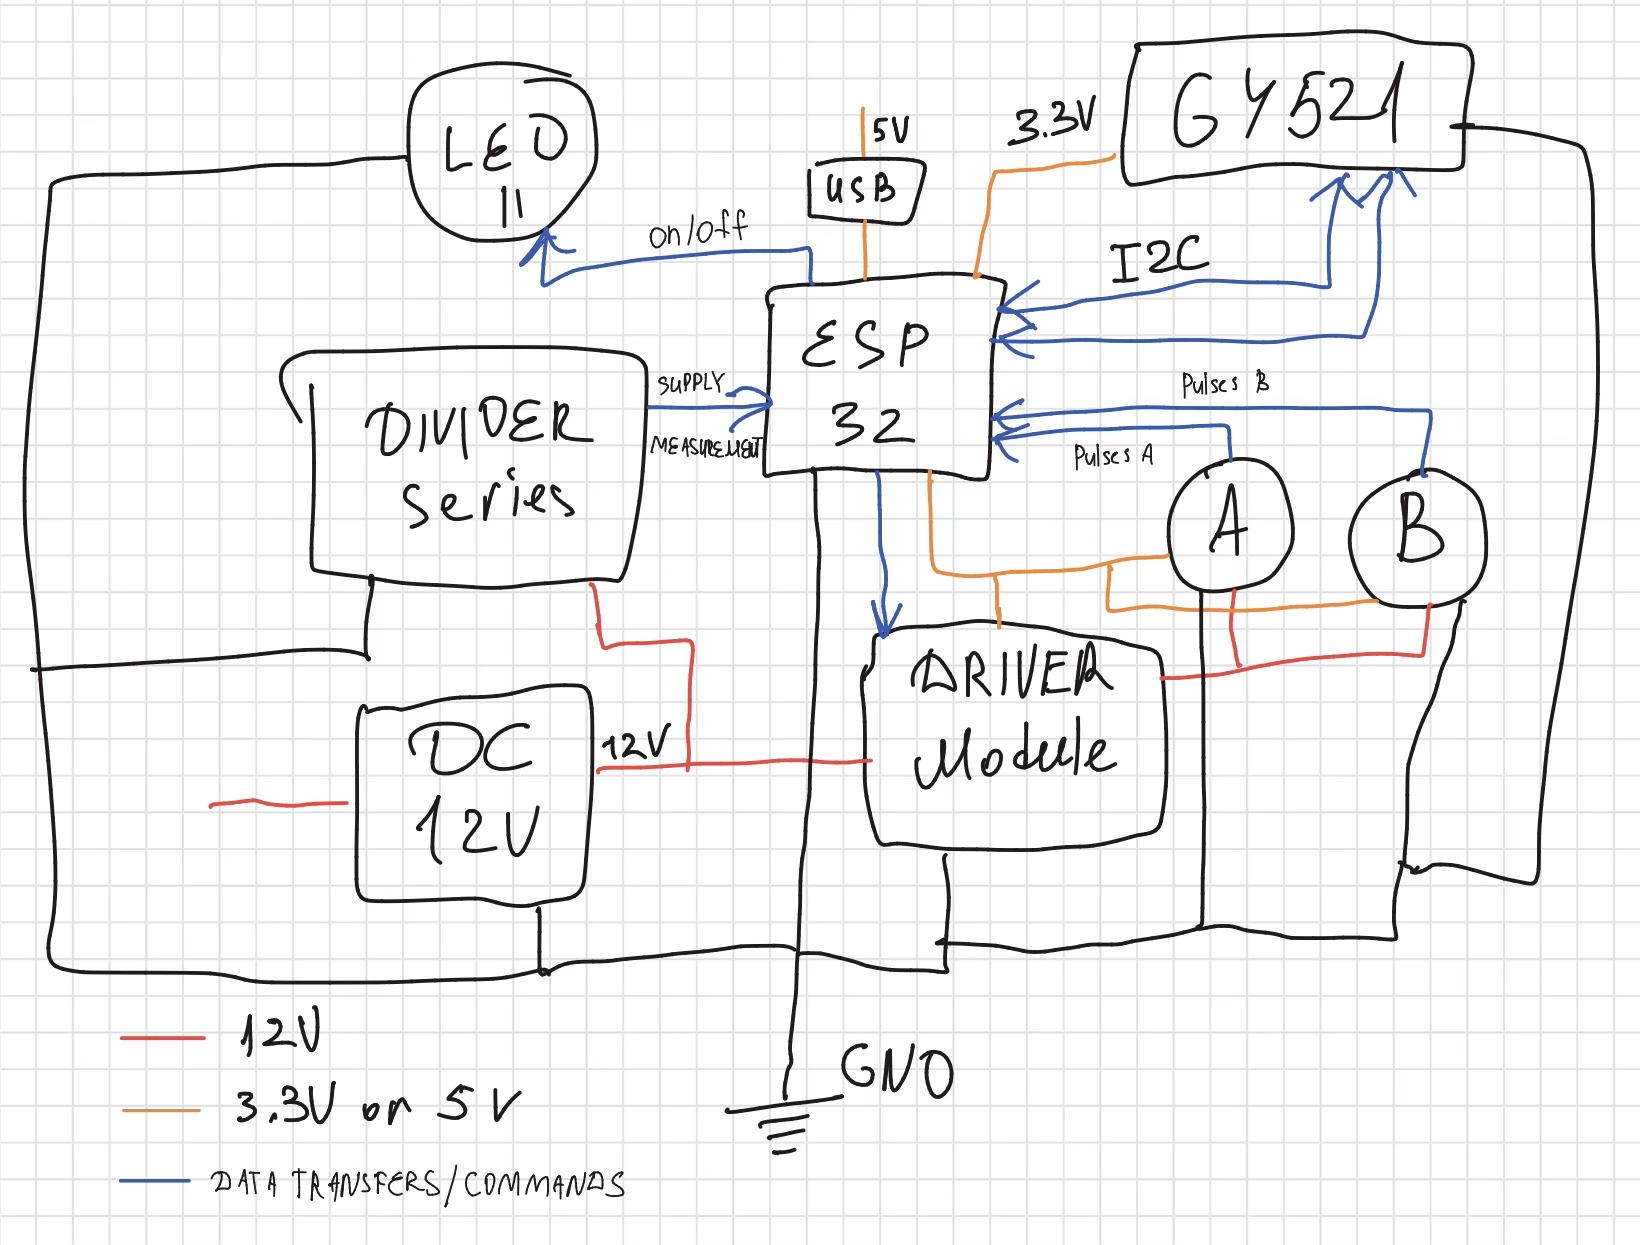 GY521
3.3V
5V
LED
USB
on/off
I2C
ESP
32
Pulses B
SUPPLY
MEASUREMENT
Pulses A
DIVIDER
series
A
B
DRIVER
Module
DC
12V
12V
12V
GND
3.3V or 5V
DATA TRANSFERS/COMMANDS